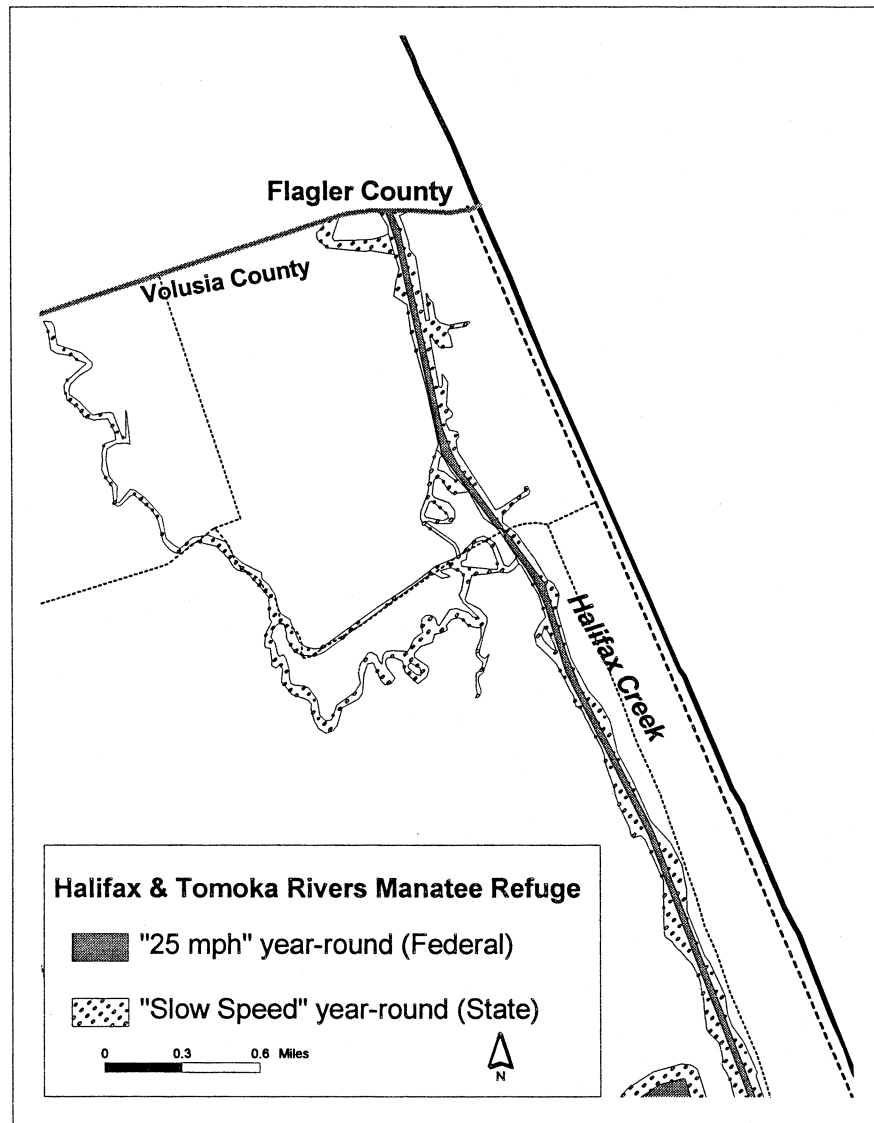 Flagler County
Volusia County
Halifax Creek
Halifax & Tomoka Rivers Manatee Refuge
"25 mph" year-round (Federal)
"Slow Speed" year-round (State)
0 0.3 0.6 Miles
N